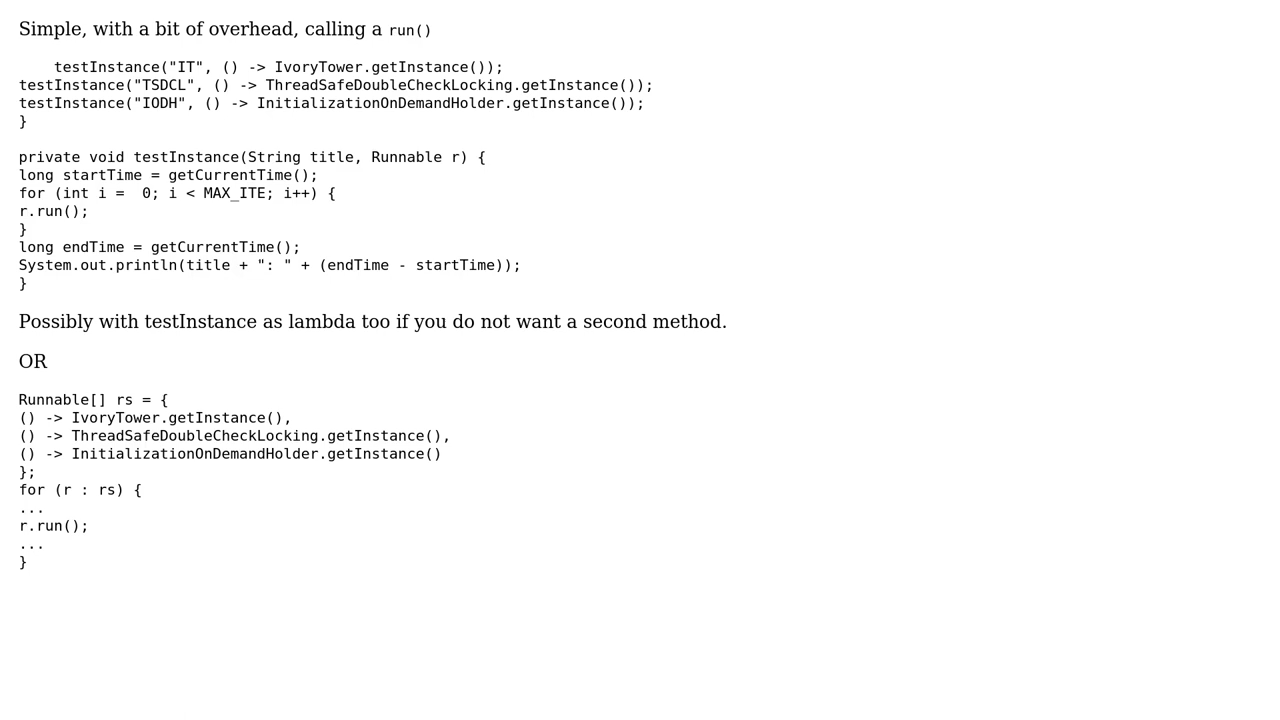 Simple, with a bit of overhead, calling a run()
    testInstance("IT", () -> IvoryTower.getInstance());
testInstance("TSDCL", () -> ThreadSafeDoubleCheckLocking.getInstance());
testInstance("IODH", () -> InitializationOnDemandHolder.getInstance());
}
private void testInstance(String title, Runnable r) {
long startTime = getCurrentTime();
for (int i =  0; i < MAX_ITE; i++) {
r.run();
}
long endTime = getCurrentTime();
System.out.println(title + ": " + (endTime - startTime));
}
Possibly with testInstance as lambda too if you do not want a second method.
OR
Runnable[] rs = {
() -> IvoryTower.getInstance(),
() -> ThreadSafeDoubleCheckLocking.getInstance(),
() -> InitializationOnDemandHolder.getInstance()
};
for (r : rs) {
...
r.run();
...
}